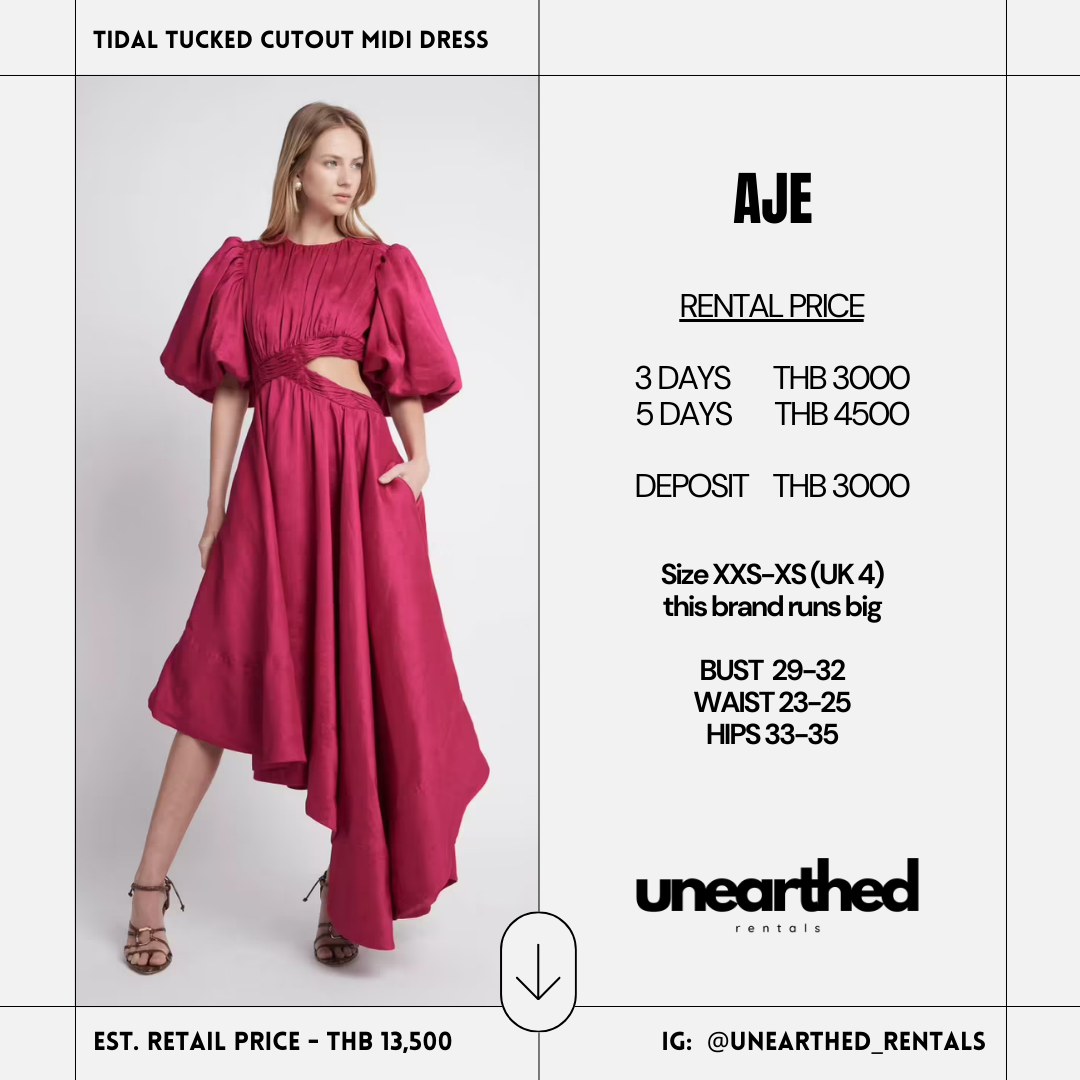 TIDAL TUCKED CUTOUT MIDI DRESS
AJE
RENTAL PRICE
3 DAYS THB 3000
5 DAYS THB 4500
DEPOSIT THB 3000
Size XXS-XS (UK 4)
this brand runs big
BUST 29-32
WAIST 23-25
HIPS 33-35
unearthed
rentals
EST. RETAIL PRICE - THB 13,500
IG: @UNEARTHED_RENTALS